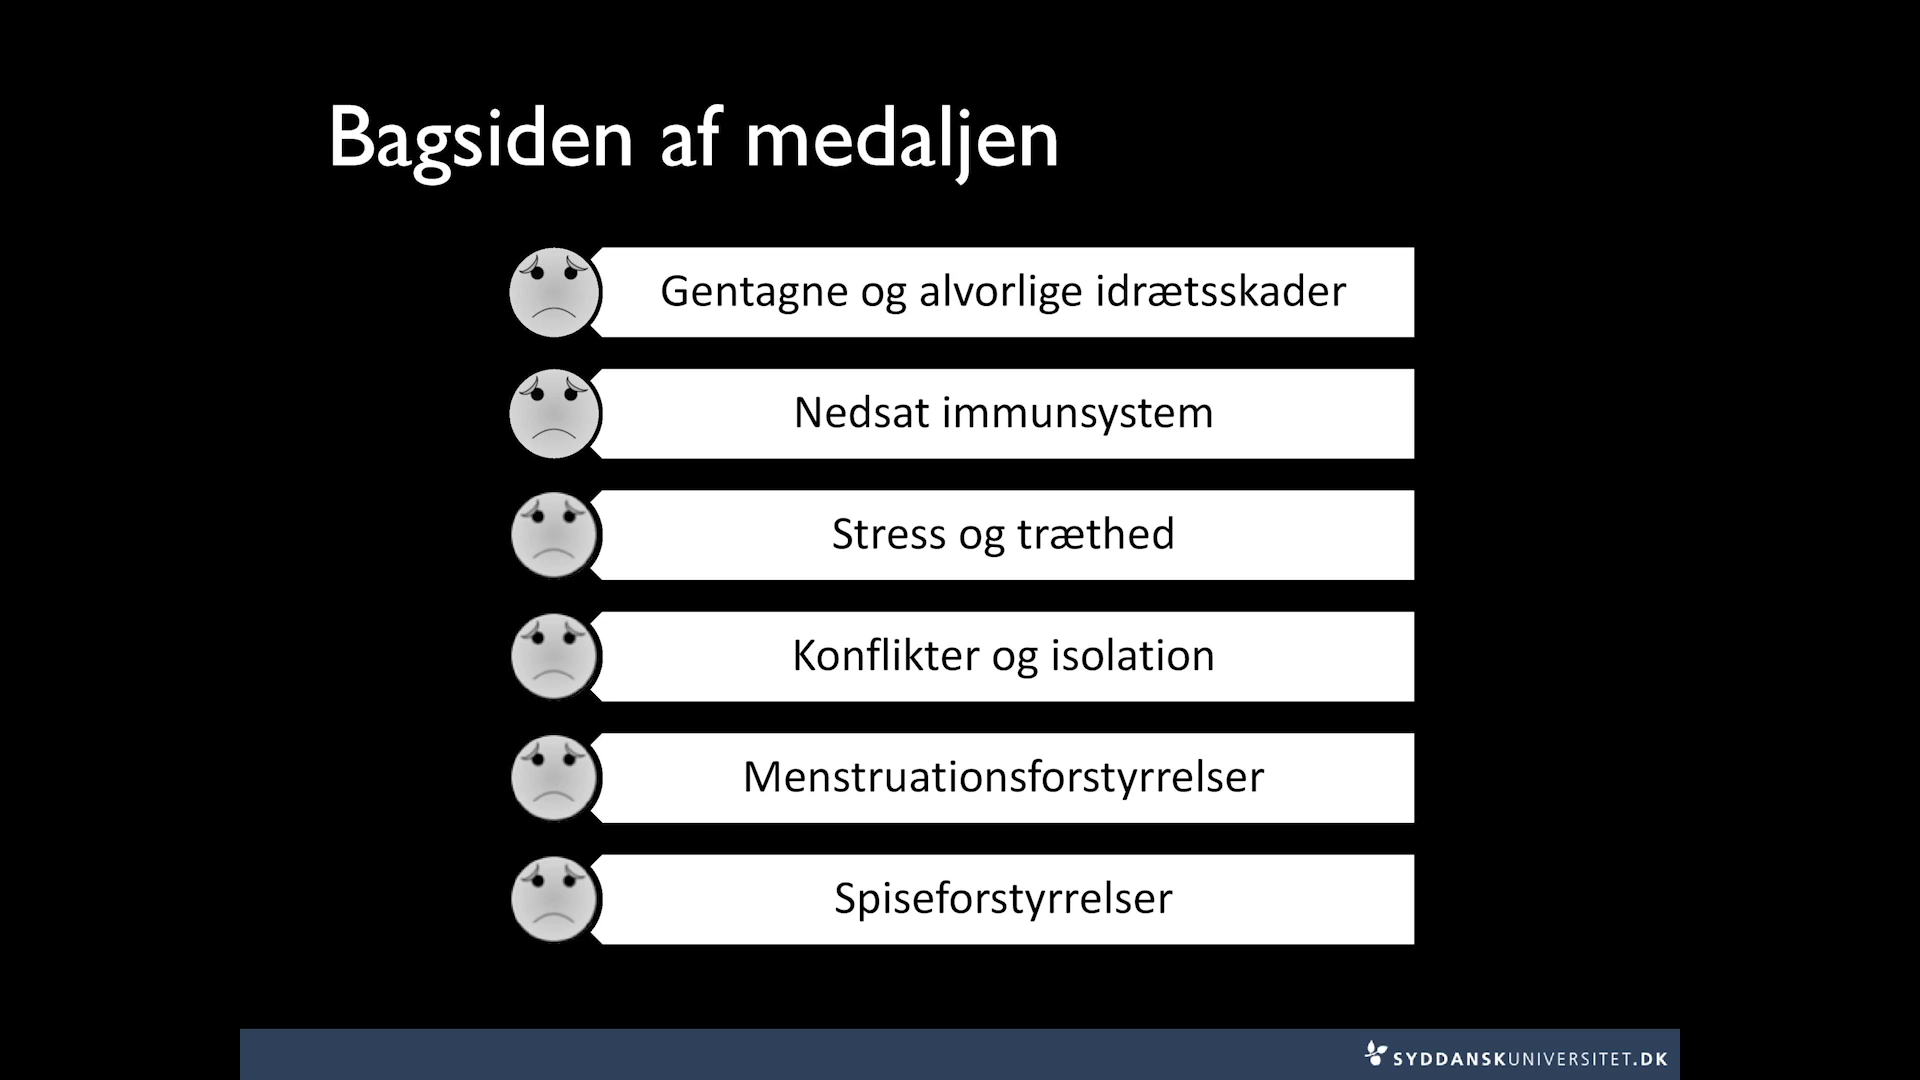 Bagsiden af medaljen
Gentagne og alvorlige idrætsskader
Nedsat immunsystem
Stress og træthed
Konflikter og isolation
Menstruationsforstyrrelser
Spiseforstyrrelser
SYDDANSKUNIVERSITET.DK